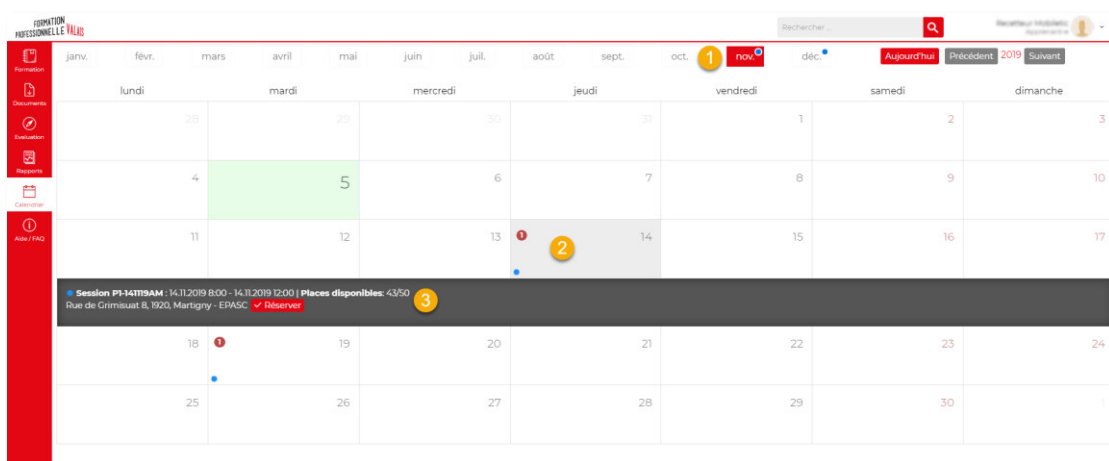 FORMATION
PROFESSIONNELLE VALAIS
Rechercher...
Formation
Documents
Evaluation
Rapports
Calendrier
Aide / FAQ
janv. févr. mars avril mai juin juil. août sept. oct. 1 nov. déc. Aujourd'hui Précédent 2019 Suivant
lundi mardi mercredi jeudi vendredi samedi dimanche
28 29 30 31 1 2 3
4 5 6 7 8 9 10
11 12 13 1 2 14 15 16 17
Session P1-141119AM : 14.11.2019 8:00 - 14.11.2019 12:00 | Places disponibles: 43/50 3
Rue de Grimisuat 8, 1920, Martigny - EPASC Réserver
18 1 19 20 21 22 23 24
25 26 27 28 29 30 1